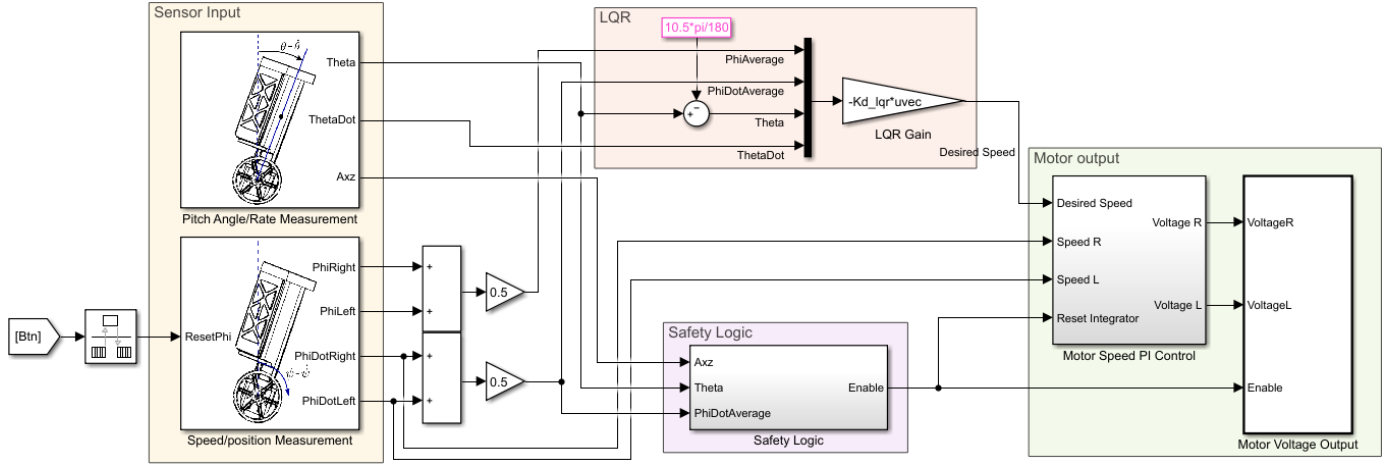 Sensor Input
θ - θ̇
Theta
ThetaDot
Axz
Pitch Angle/Rate Measurement
[Btn]
ResetPhi
PhiRight
PhiLeft
PhiDotRight
PhiDotLeft
Speed/position Measurement
+
+
0.5
+
+
0.5
LQR
10.5*pi/180
−
+
PhiAverage
PhiDotAverage
Theta
ThetaDot
-Kd_lqr*uvec
LQR Gain
Desired Speed
Safety Logic
Axz
Theta
PhiDotAverage
Enable
Safety Logic
Motor output
Desired Speed
Speed R
Speed L
Reset Integrator
Voltage R
Voltage L
Motor Speed PI Control
VoltageR
VoltageL
Enable
Motor Voltage Output